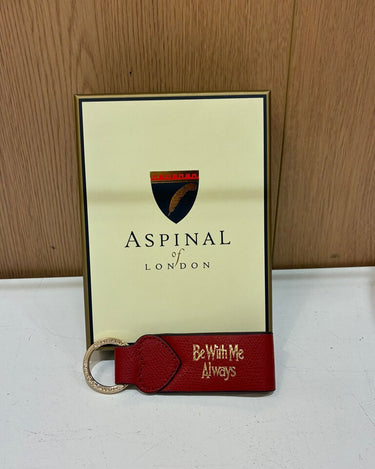 ASPINAL
of
LONDON
Be With Me
Always